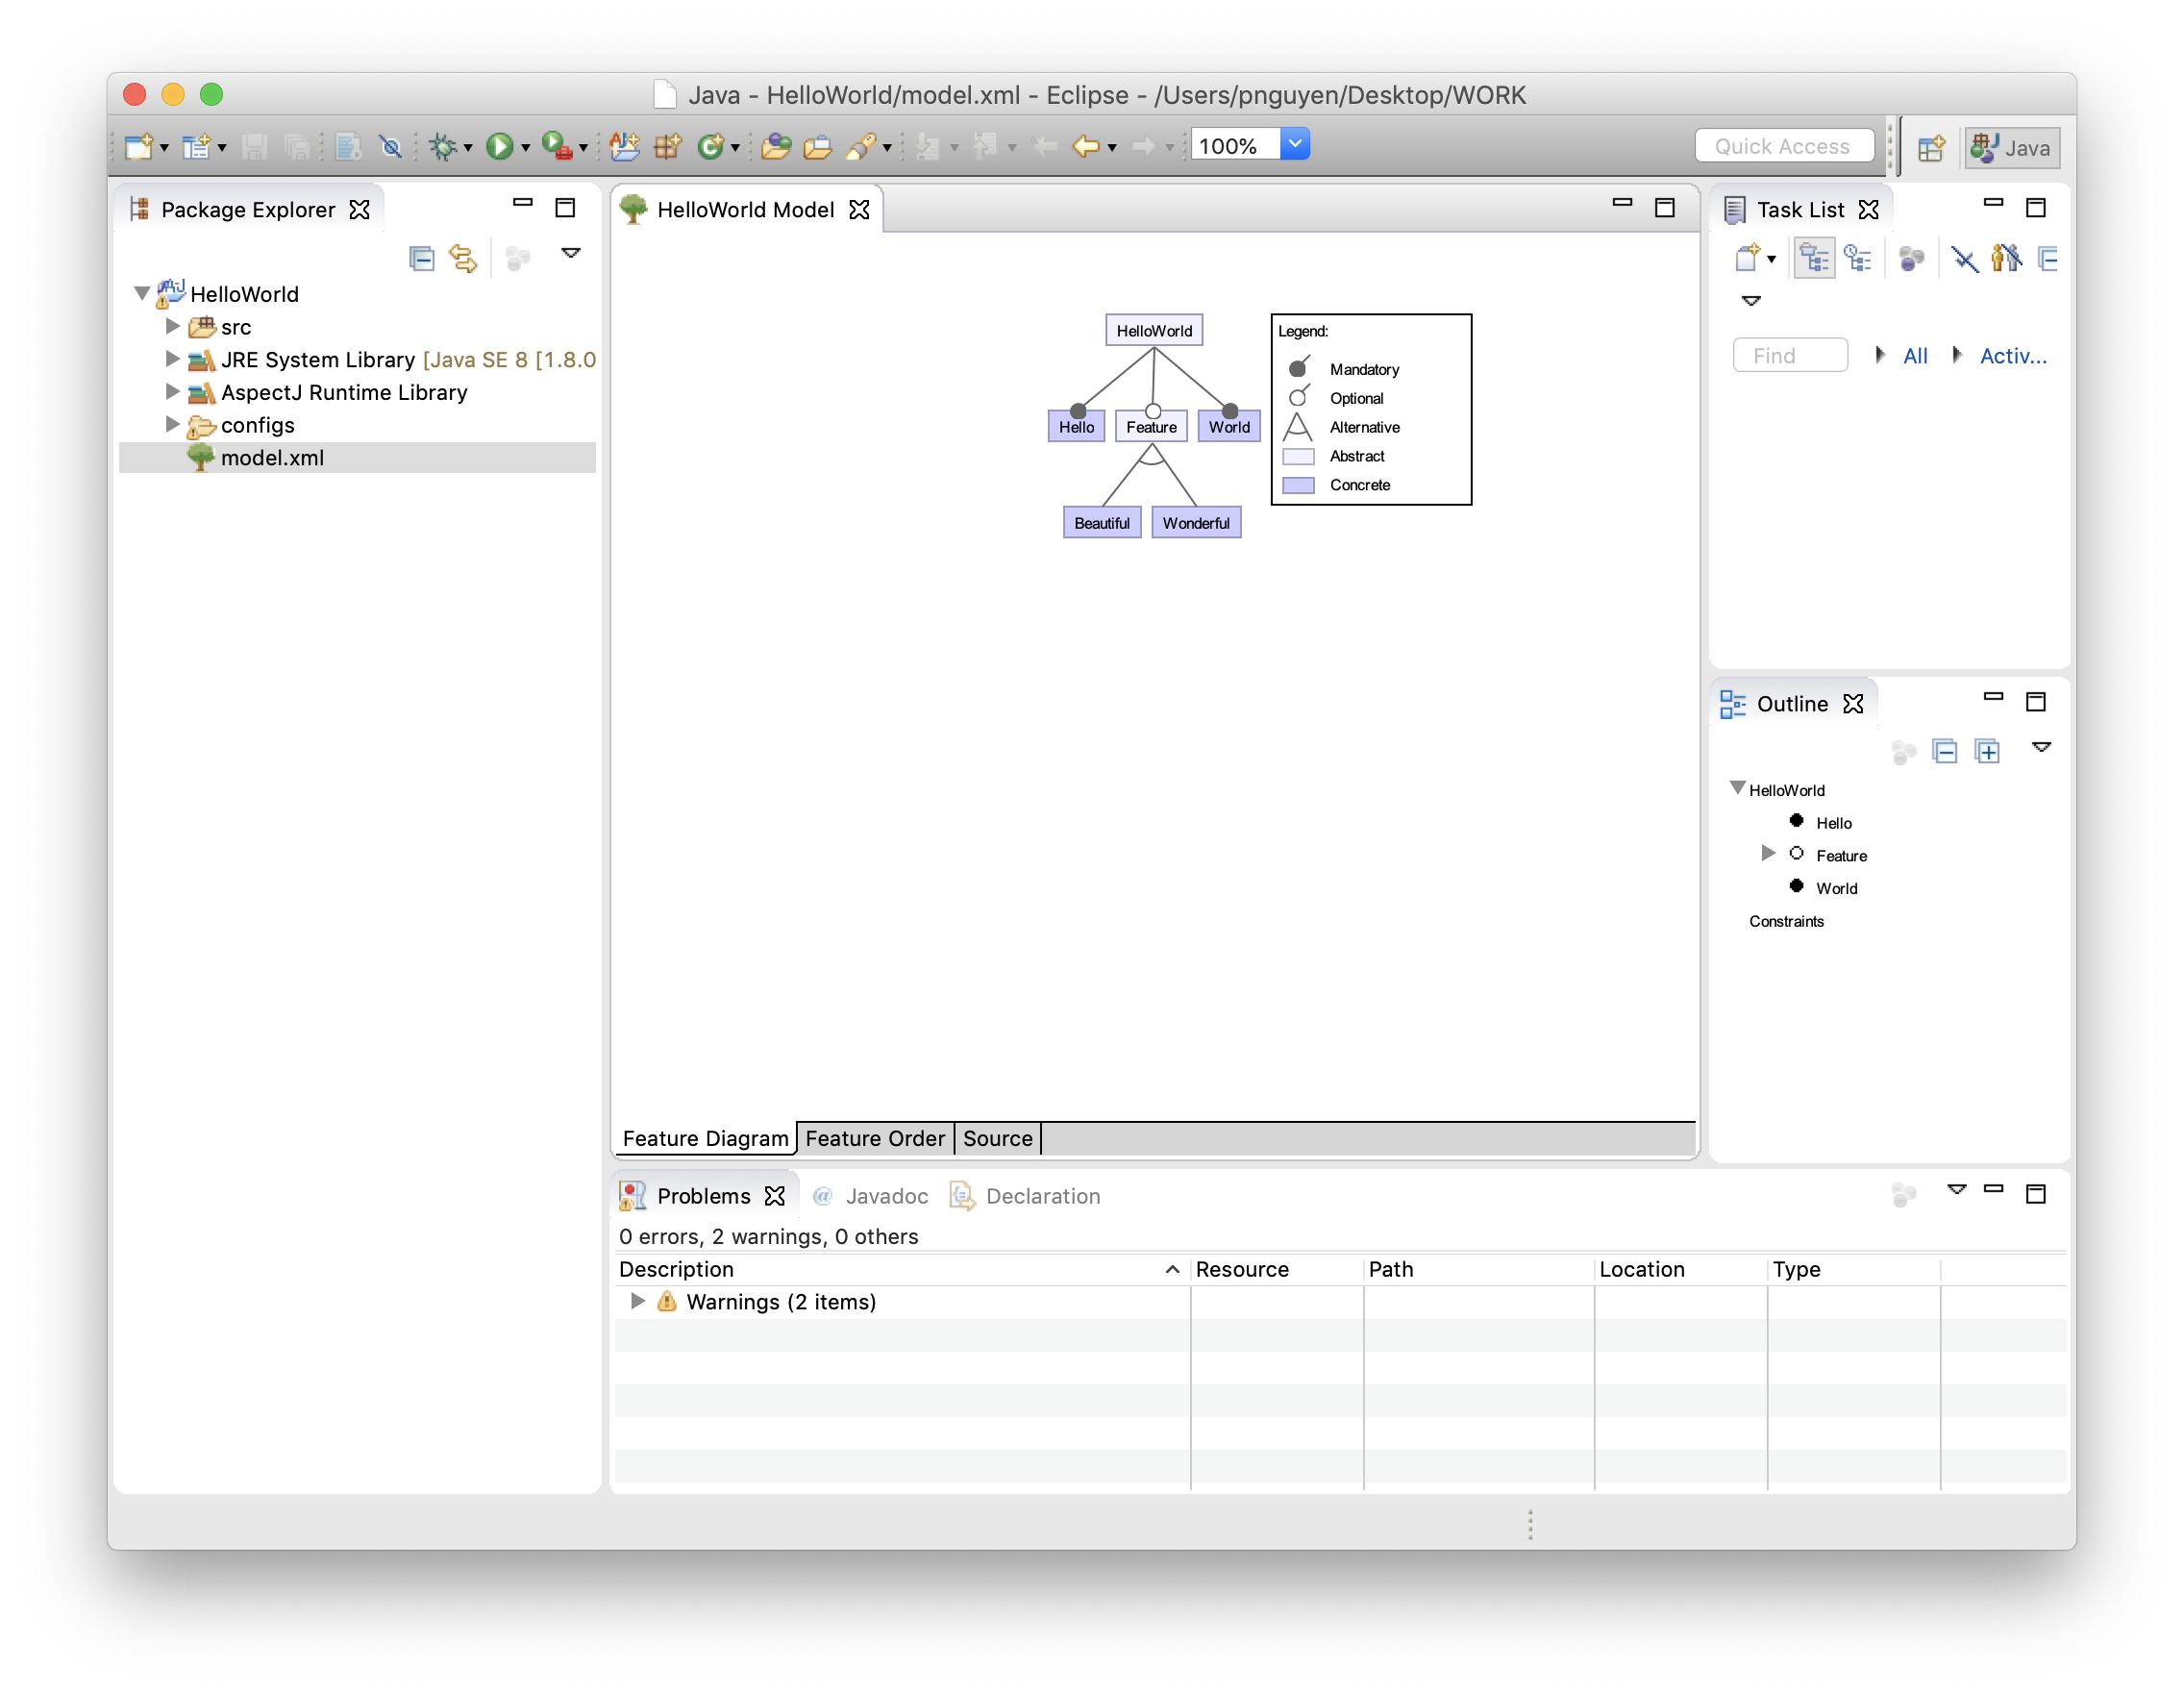 Java - HelloWorld/model.xml - Eclipse - /Users/pnguyen/Desktop/WORK
100%
Quick Access
Java
Package Explorer
HelloWorld
src
JRE System Library [Java SE 8 [1.8.0
AspectJ Runtime Library
configs
model.xml
HelloWorld Model
HelloWorld
Hello
Feature
World
Beautiful
Wonderful
Legend:
Mandatory
Optional
Alternative
Abstract
Concrete
Feature Diagram
Feature Order
Source
Task List
Find
All
Activ...
Outline
HelloWorld
Hello
Feature
World
Constraints
Problems
Javadoc
Declaration
0 errors, 2 warnings, 0 others
Description
Resource
Path
Location
Type
Warnings (2 items)